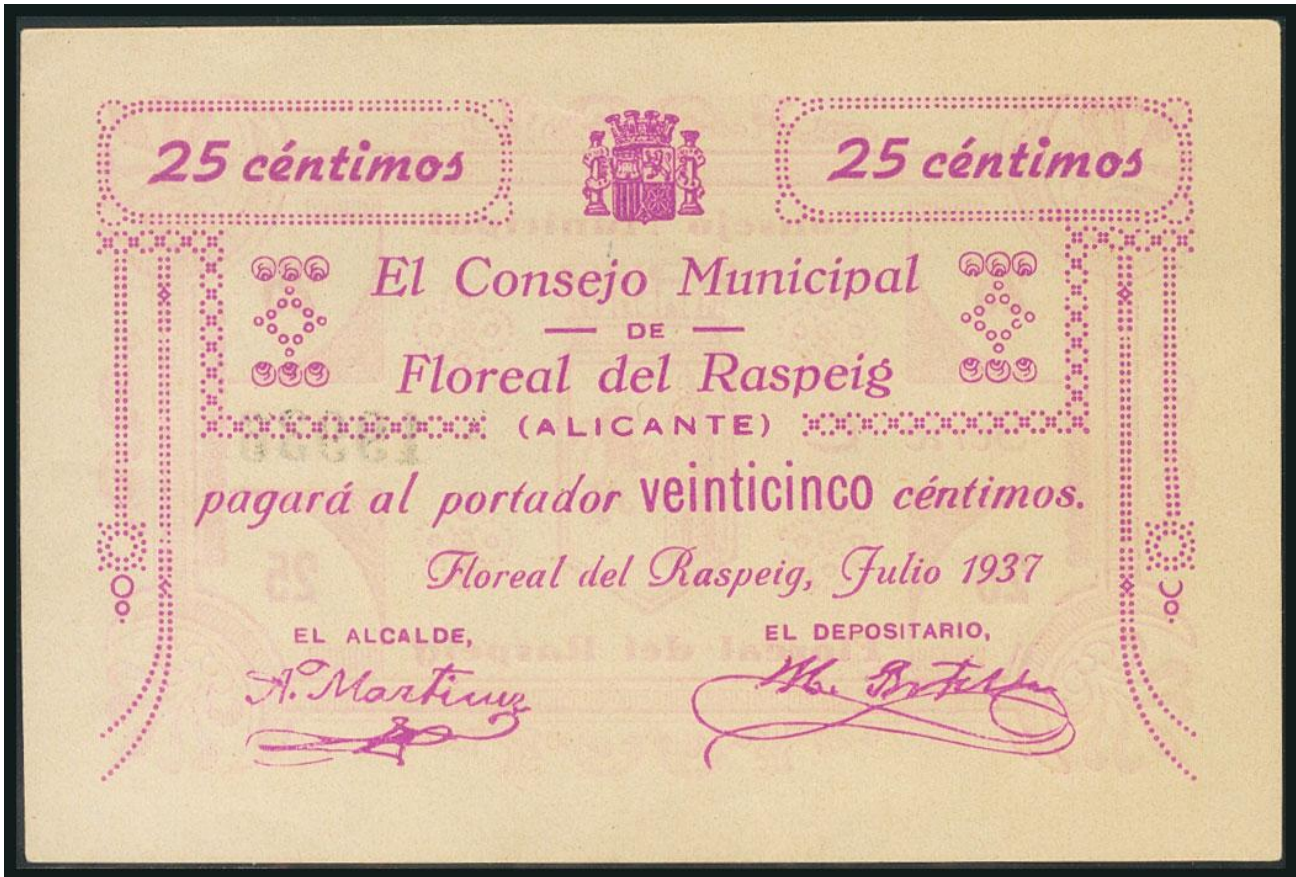 25 céntimos
25 céntimos
El Consejo Municipal
DE
Floreal del Raspeig
(ALICANTE)
pagará al portador veinticinco céntimos.
Floreal del Raspeig, Julio 1937
EL ALCALDE,
EL DEPOSITARIO,
A. Martinez